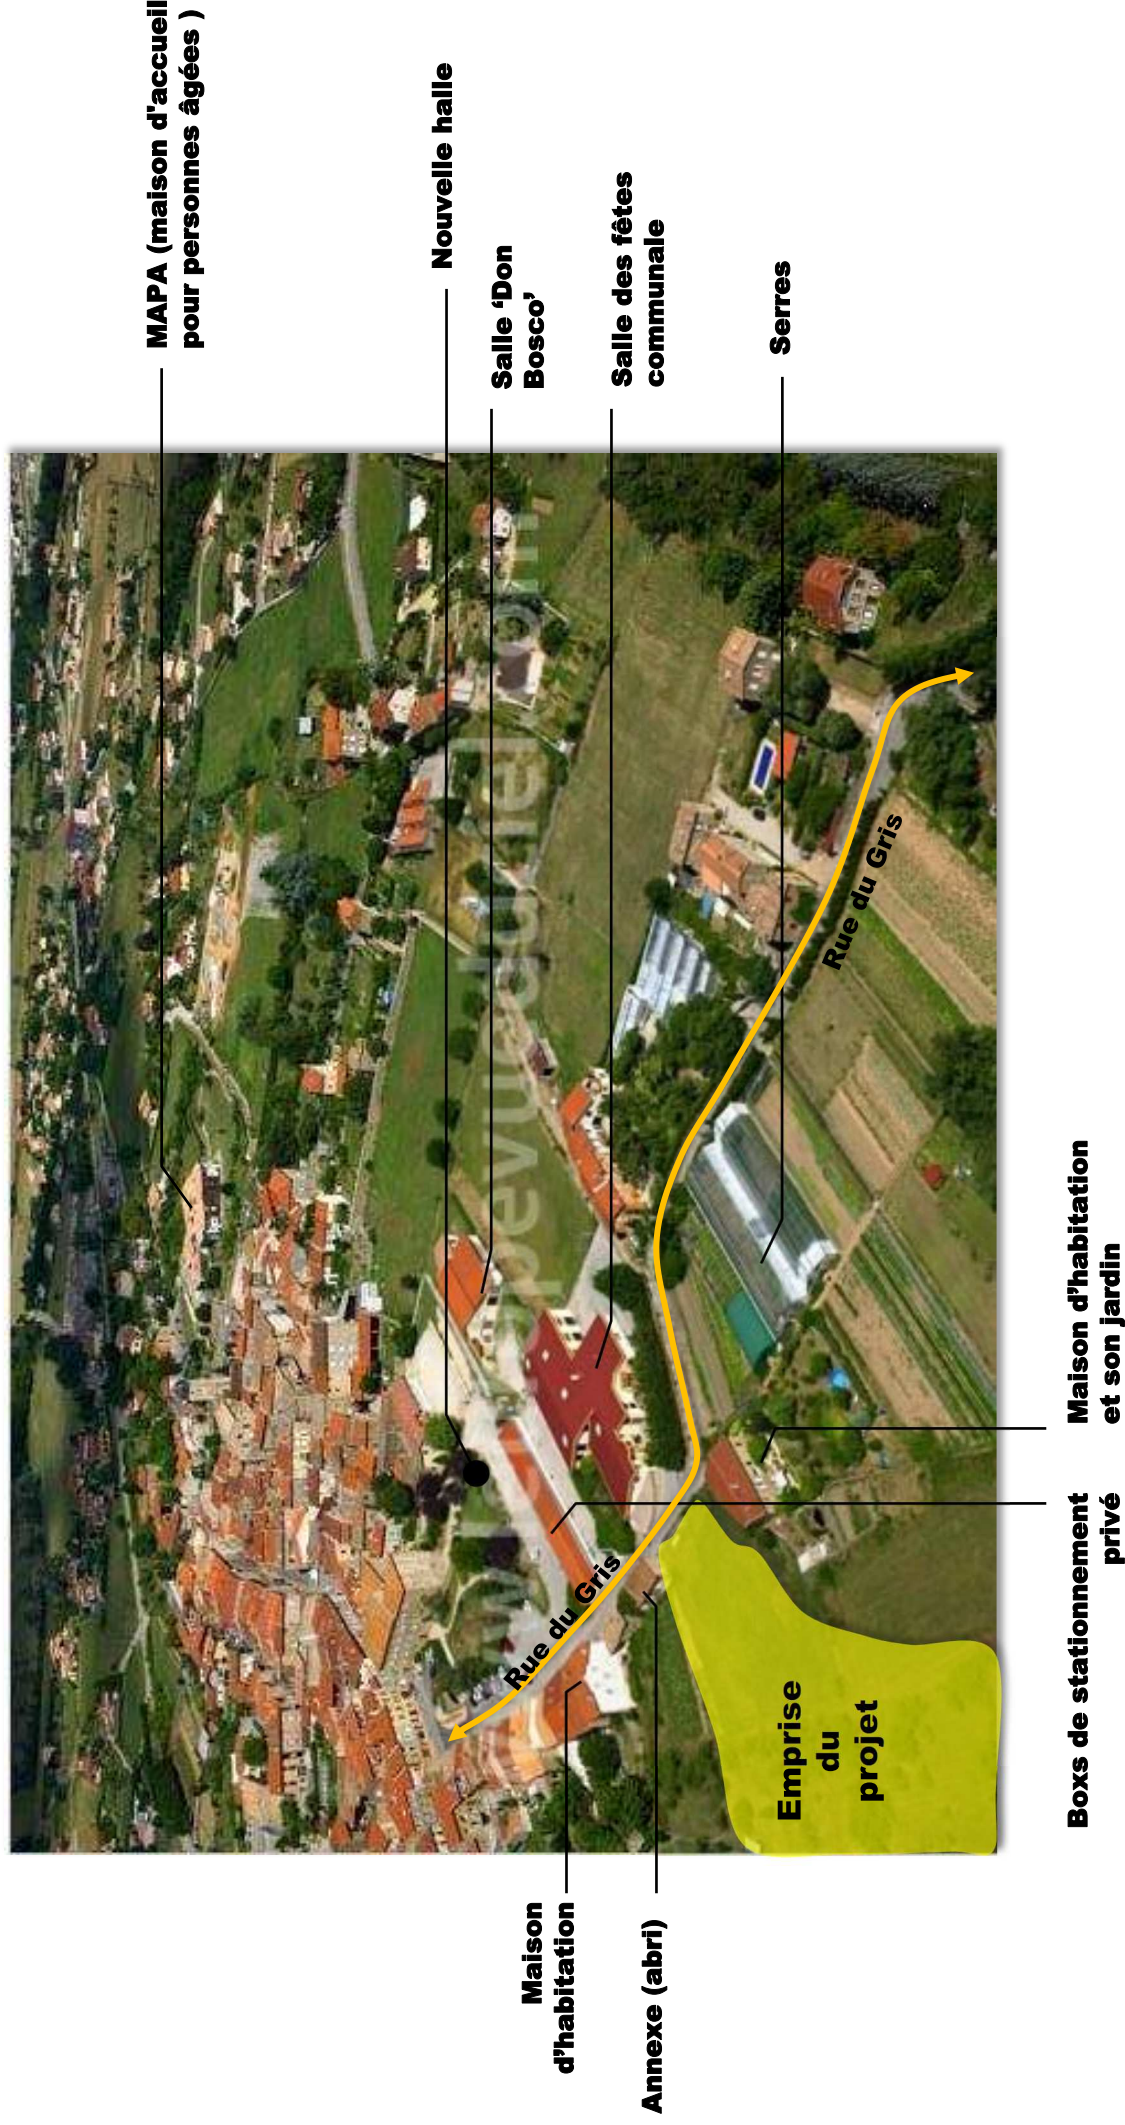 MAPA (maison d'accueil
pour personnes âgées )
Nouvelle halle
Salle ‘Don
Bosco’
Salle des fêtes
communale
Serres
Rue du Gris
Rue du Gris
Emprise
du
projet
Maison
d’habitation
Annexe (abri)
Boxs de stationnement
privé
Maison d’habitation
et son jardin